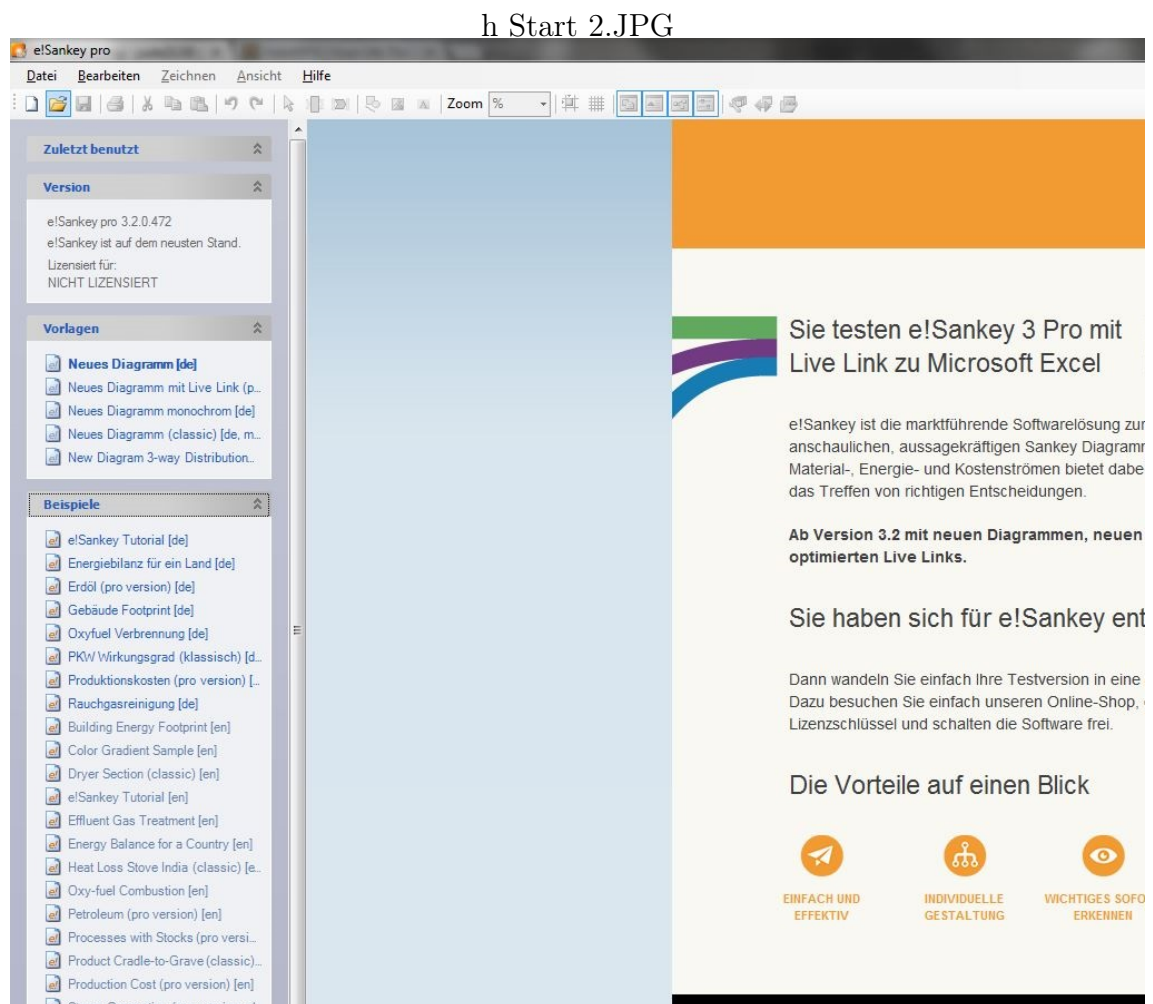 h Start 2.JPG
e!Sankey pro
Datei Bearbeiten Zeichnen Ansicht Hilfe
Zoom %
Zuletzt benutzt
Version
e!Sankey pro 3.2.0.472
e!Sankey ist auf dem neusten Stand.
Lizensiert für:
NICHT LIZENSIERT
Vorlagen
Neues Diagramm [de]
Neues Diagramm mit Live Link (p...
Neues Diagramm monochrom [de]
Neues Diagramm (classic) [de, m...
New Diagram 3-way Distribution...
Beispiele
e!Sankey Tutorial [de]
Energiebilanz für ein Land [de]
Erdöl (pro version) [de]
Gebäude Footprint [de]
Oxyfuel Verbrennung [de]
PKW Wirkungsgrad (klassisch) [d...
Produktionskosten (pro version) [...
Rauchgasreinigung [de]
Building Energy Footprint [en]
Color Gradient Sample [en]
Dryer Section (classic) [en]
e!Sankey Tutorial [en]
Effluent Gas Treatment [en]
Energy Balance for a Country [en]
Heat Loss Stove India (classic) [e...
Oxy-fuel Combustion [en]
Petroleum (pro version) [en]
Processes with Stocks (pro versi...
Product Cradle-to-Grave (classic)...
Production Cost (pro version) [en]
Sie testen e!Sankey 3 Pro mit
Live Link zu Microsoft Excel
e!Sankey ist die marktführende Softwarelösung zur
anschaulichen, aussagekräftigen Sankey Diagramm
Material-, Energie- und Kostenströmen bietet dabe
das Treffen von richtigen Entscheidungen.
Ab Version 3.2 mit neuen Diagrammen, neuen
optimierten Live Links.
Sie haben sich für e!Sankey ent
Dann wandeln Sie einfach Ihre Testversion in eine
Dazu besuchen Sie einfach unseren Online-Shop,
Lizenzschlüssel und schalten die Software frei.
Die Vorteile auf einen Blick
EINFACH UND
EFFEKTIV
INDIVIDUELLE
GESTALTUNG
WICHTIGES SOFO
ERKENNEN